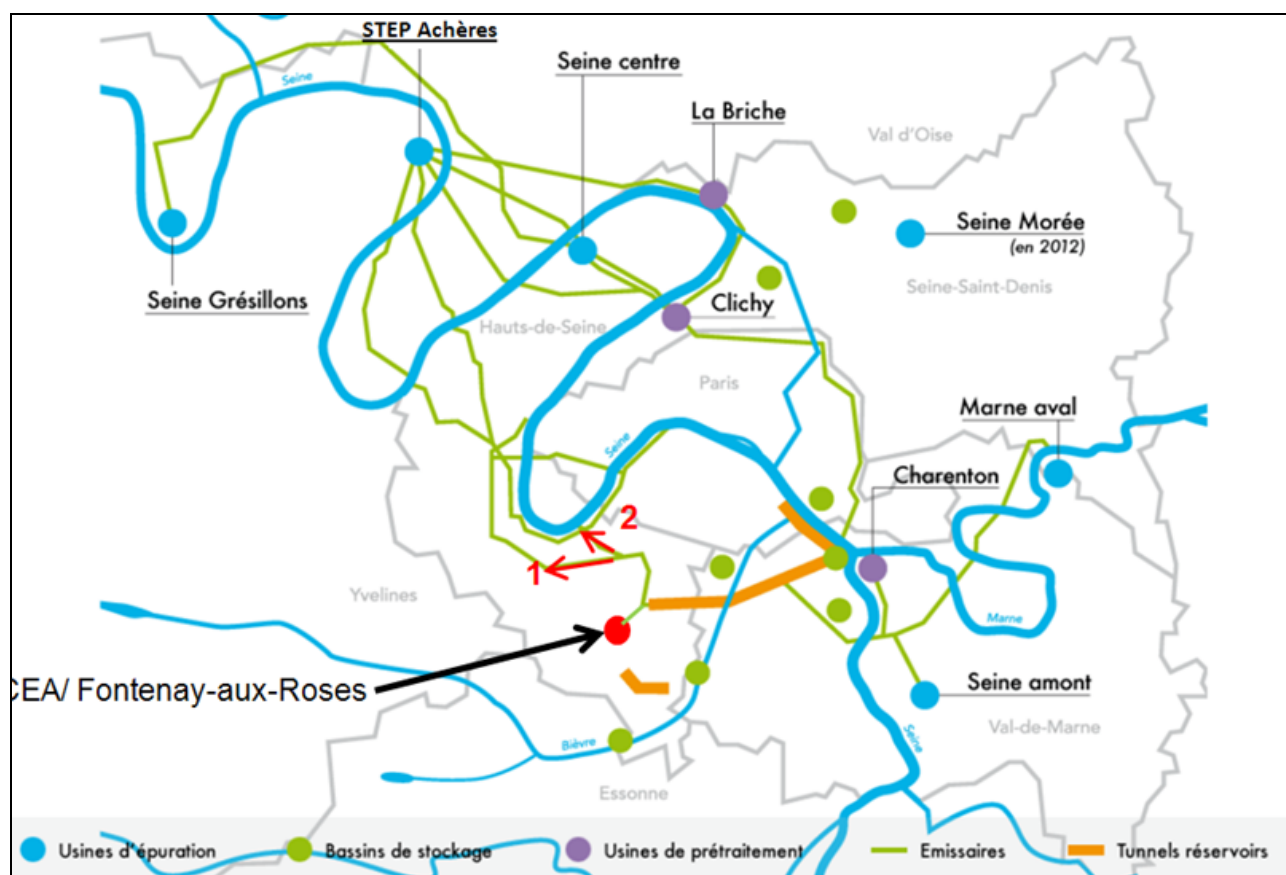 STEP Achères
Seine centre
Seine
La Briche
Val d'Oise
Seine Morée
(en 2012)
Seine Grésillons
Seine-Saint-Denis
Clichy
Hauts-de-Seine
Paris
Marne aval
Seine
Charenton
2
1
Yvelines
Marne
CEA/ Fontenay-aux-Roses
Seine amont
Val-de-Marne
Seine
Bièvre
Essonne
Usines d'épuration
Bassins de stockage
Usines de prétraitement
Emissaires
Tunnels réservoirs